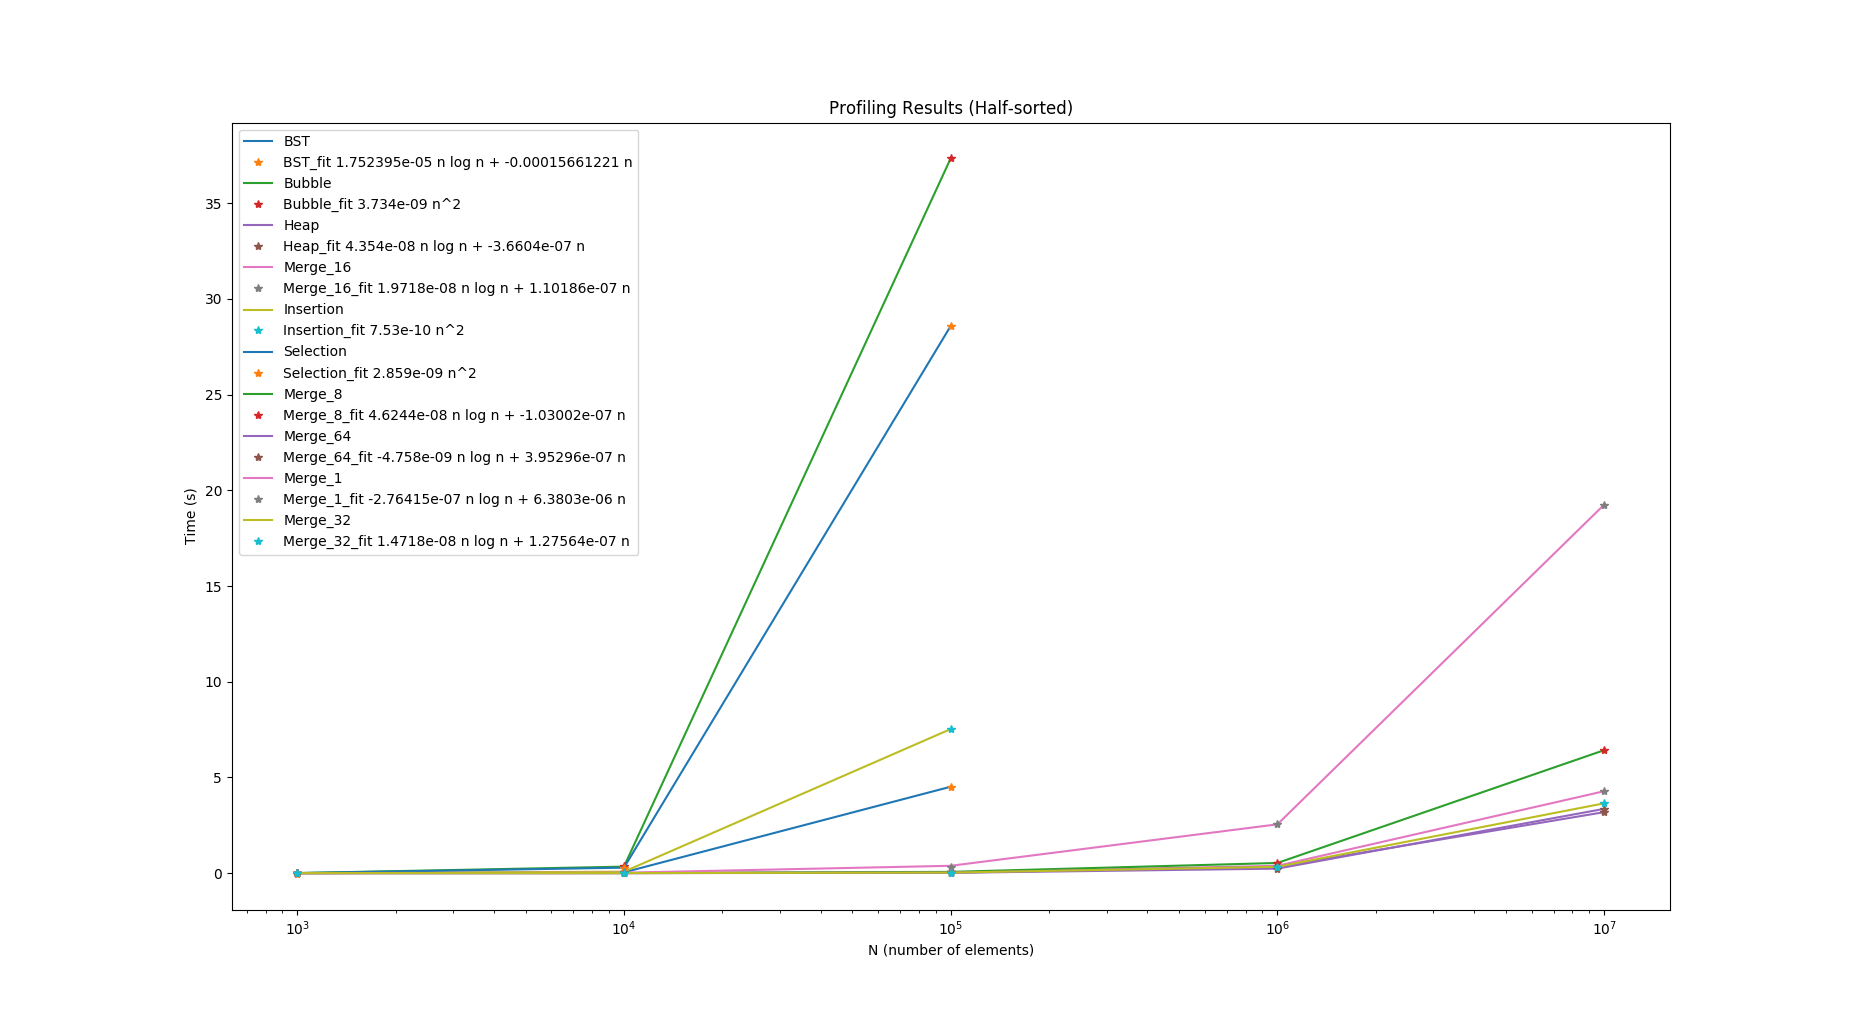 Profiling Results (Half-sorted)
BST
BST_fit 1.752395e-05 n log n + -0.00015661221 n
Bubble
Bubble_fit 3.734e-09 n^2
Heap
Heap_fit 4.354e-08 n log n + -3.6604e-07 n
Merge_16
Merge_16_fit 1.9718e-08 n log n + 1.10186e-07 n
Insertion
Insertion_fit 7.53e-10 n^2
Selection
Selection_fit 2.859e-09 n^2
Merge_8
Merge_8_fit 4.6244e-08 n log n + -1.03002e-07 n
Merge_64
Merge_64_fit -4.758e-09 n log n + 3.95296e-07 n
Merge_1
Merge_1_fit -2.76415e-07 n log n + 6.3803e-06 n
Merge_32
Merge_32_fit 1.4718e-08 n log n + 1.27564e-07 n
Time (s)
35
30
25
20
15
10
5
0
10^3 10^4 10^5 10^6 10^7
N (number of elements)